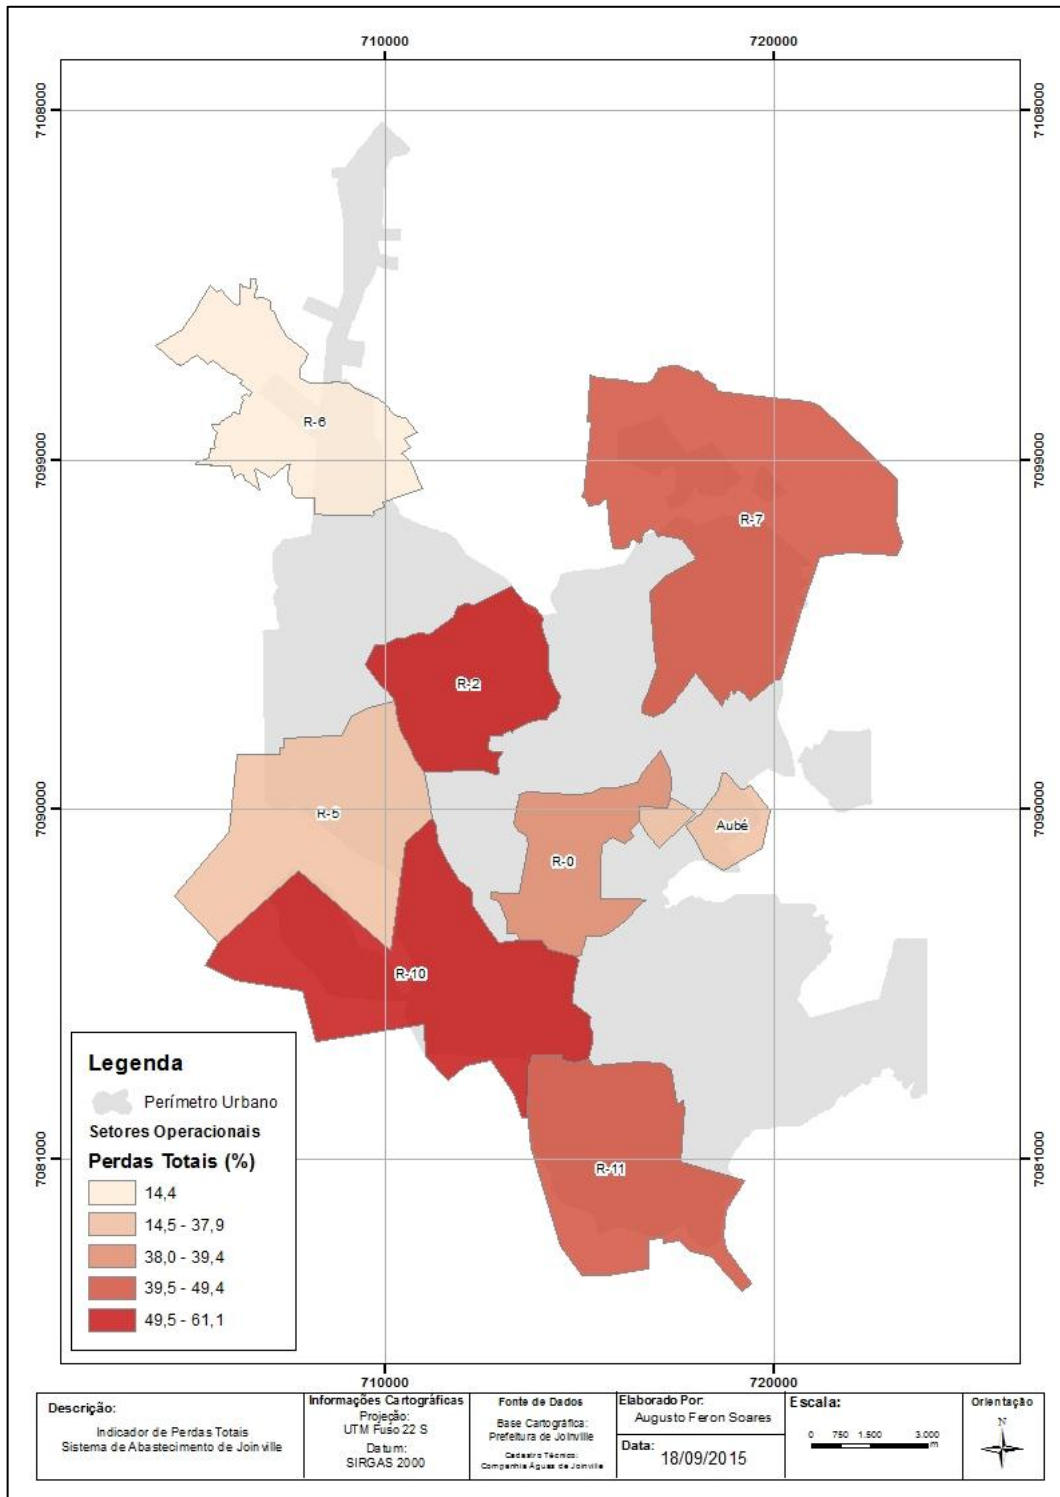 710000
720000
7108000
7108000
R-6
7099000
7099000
R-7
R-2
7090000
7090000
R-5
Aubé
R-0
R-10
Legenda
Perímetro Urbano
Setores Operacionais
Perdas Totais (%)
14,4
14,5 - 37,9
38,0 - 39,4
39,5 - 49,4
49,5 - 61,1
7081000
7081000
R-11
710000
720000
Descrição:
Indicador de Perdas Totais
Sistema de Abastecimento de Joinville
Informações Cartográficas
Projeção:
UTM Fuso 22 S
Datum:
SIRGAS 2000
Fonte de Dados
Base Cartográfica:
Prefeitura de Joinville
Cadastro Técnico:
Companhia Águas de Joinville
Elaborado Por:
Augusto Feron Soares
Data:
18/09/2015
Escala:
0 750 1.500 3.000
m
Orientação
N